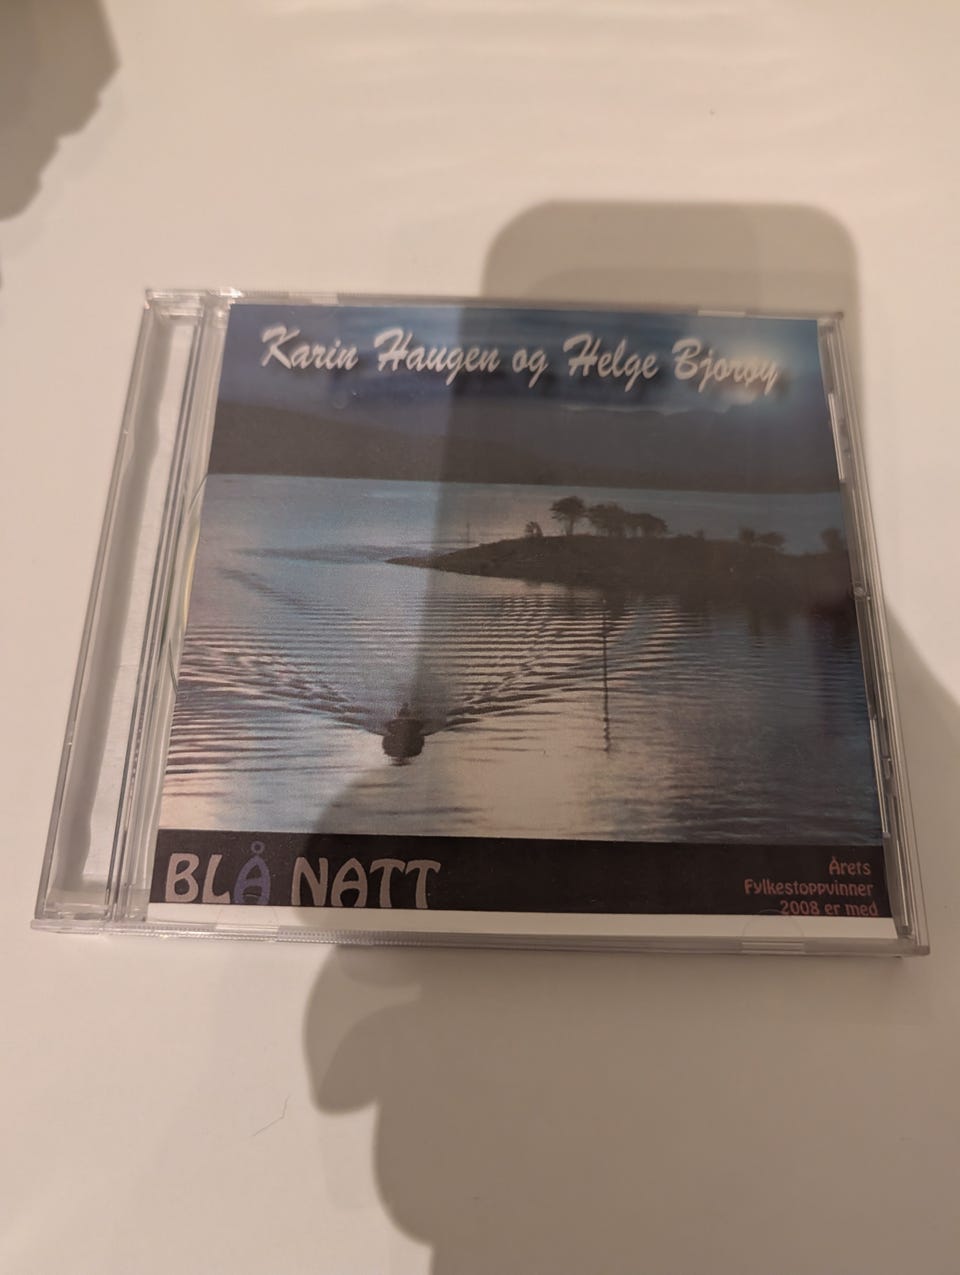 Karin Haugen og Helge Bjorøy
BLÅ NATT
Årets
Fylkestoppvinner
2008 er med